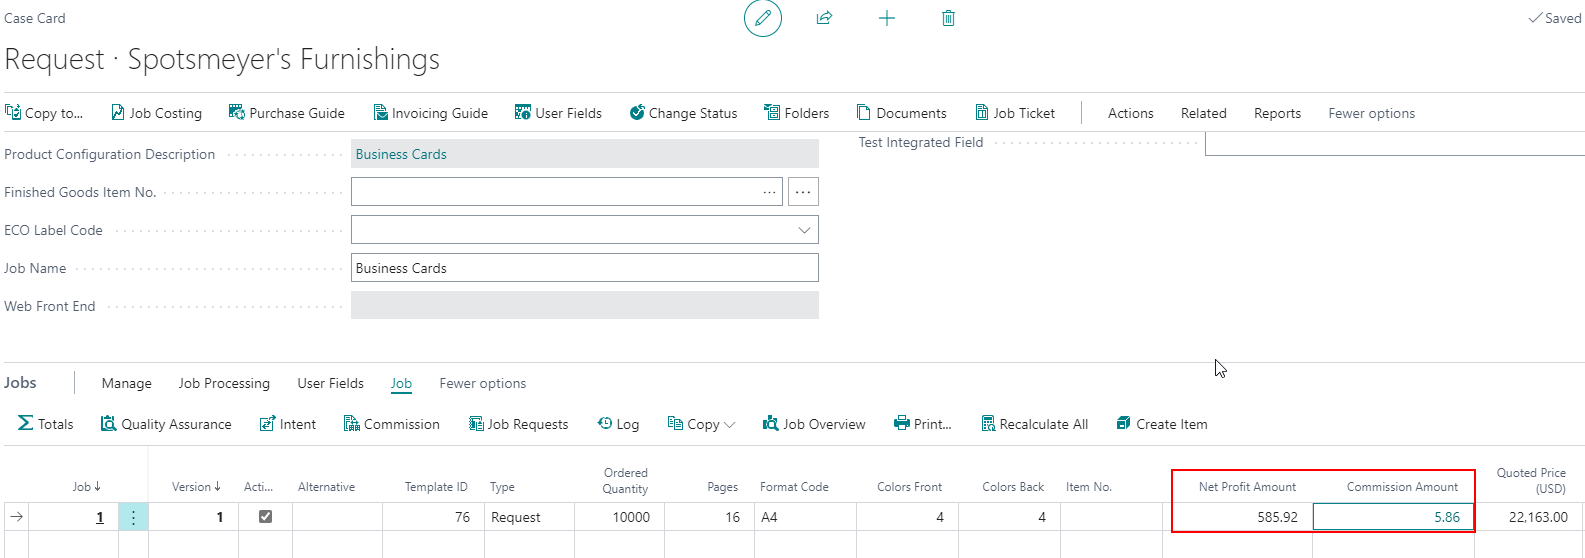 Case Card
Saved
Request · Spotsmeyer's Furnishings
Copy to... Job Costing Purchase Guide Invoicing Guide User Fields Change Status Folders Documents Job Ticket Actions Related Reports Fewer options
Product Configuration Description Business Cards
Test Integrated Field
Finished Goods Item No.
ECO Label Code
Job Name Business Cards
Web Front End
Jobs Manage Job Processing User Fields Job Fewer options
Totals Quality Assurance Intent Commission Job Requests Log Copy Job Overview Print... Recalculate All Create Item
Job Version Acti... Alternative Template ID Type Ordered Quantity Pages Format Code Colors Front Colors Back Item No. Net Profit Amount Commission Amount Quoted Price (USD)
1 1 76 Request 10000 16 A4 4 4 585.92 5.86 22,163.00